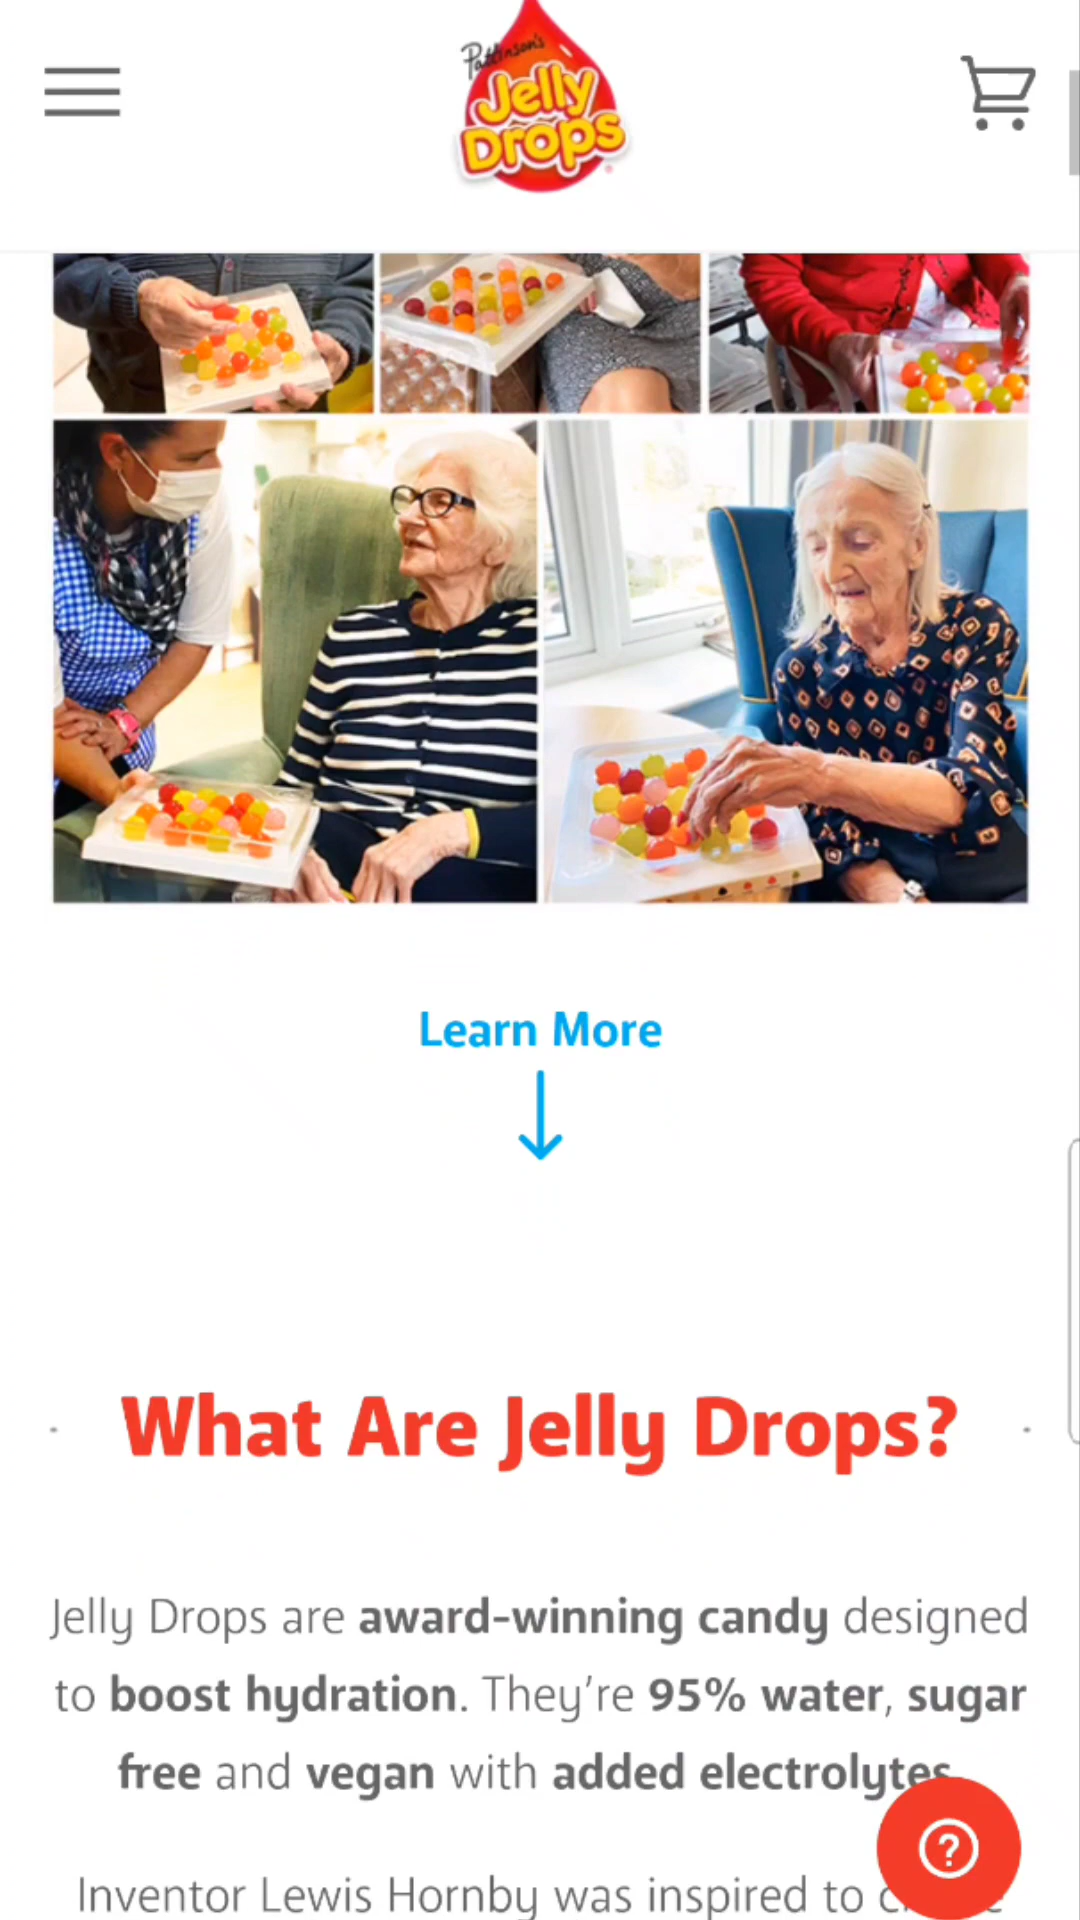 Pattinson's
Jelly
Drops
Learn More
What Are Jelly Drops?
Jelly Drops are award-winning candy designed
to boost hydration. They're 95% water, sugar
free and vegan with added electrolytes
Inventor Lewis Hornby was inspired to